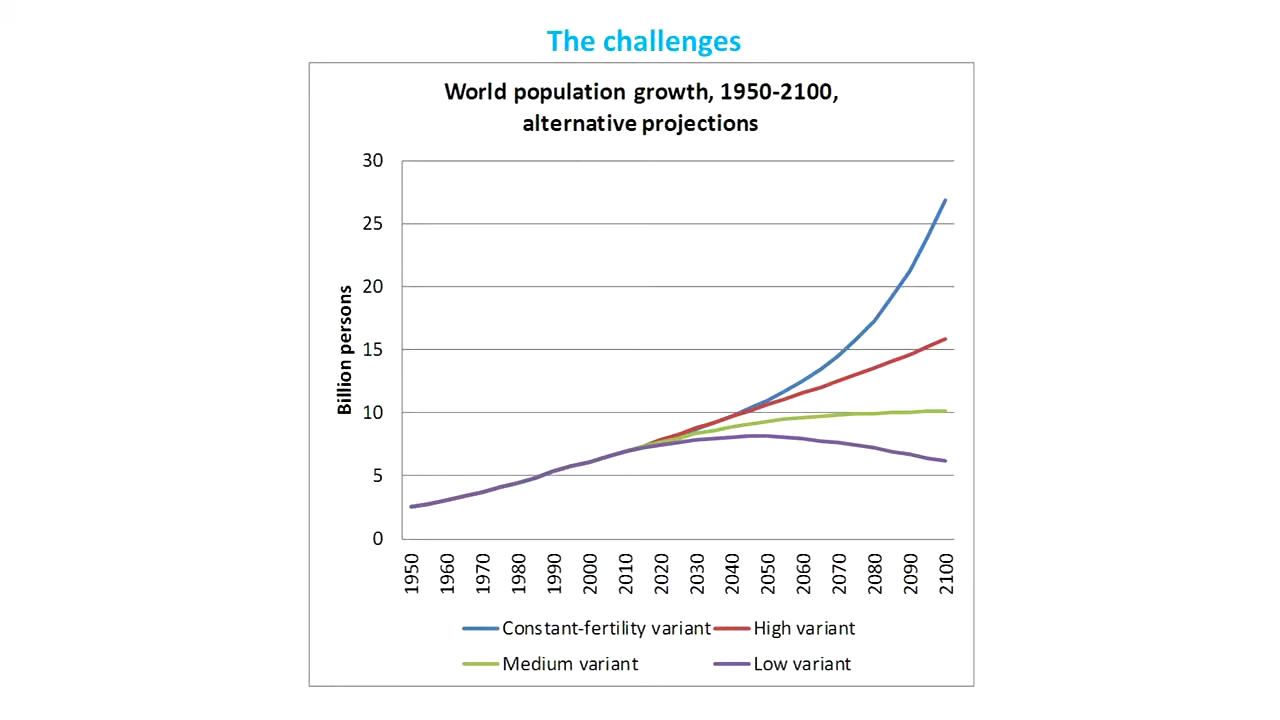 The challenges
World population growth, 1950-2100,
alternative projections
30
25
20
15
10
5
0
Billion persons
1950 1960 1970 1980 1990 2000 2010 2020 2030 2040 2050 2060 2070 2080 2090 2100
Constant-fertility variant High variant
Medium variant Low variant